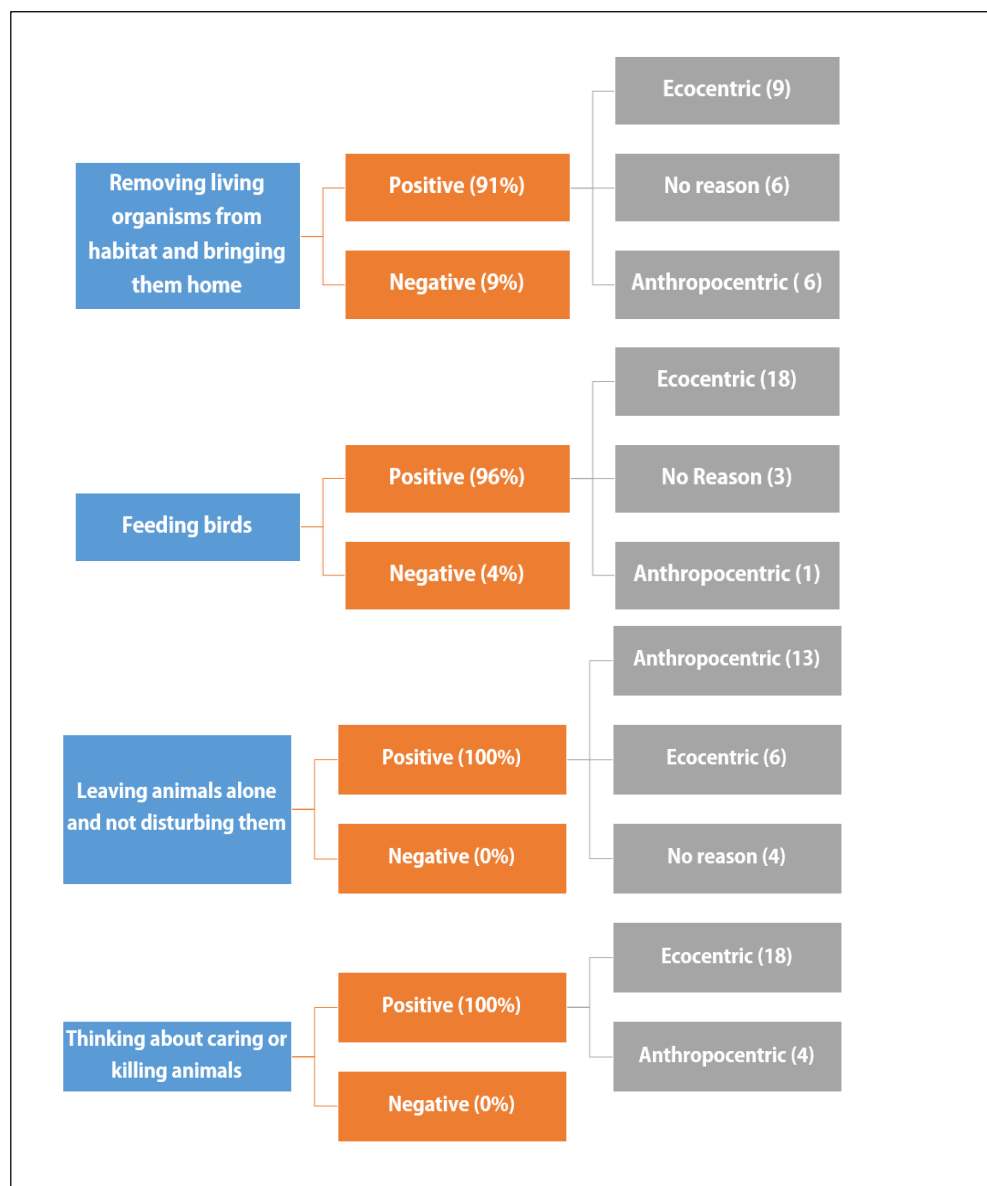 Removing living
organisms from
habitat and bringing
them home
Positive (91%)
Negative (9%)
Ecocentric (9)
No reason (6)
Anthropocentric ( 6)
Feeding birds
Positive (96%)
Negative (4%)
Ecocentric (18)
No Reason (3)
Anthropocentric (1)
Leaving animals alone
and not disturbing them
Positive (100%)
Negative (0%)
Anthropocentric (13)
Ecocentric (6)
No reason (4)
Thinking about caring or
killing animals
Positive (100%)
Negative (0%)
Ecocentric (18)
Anthropocentric (4)